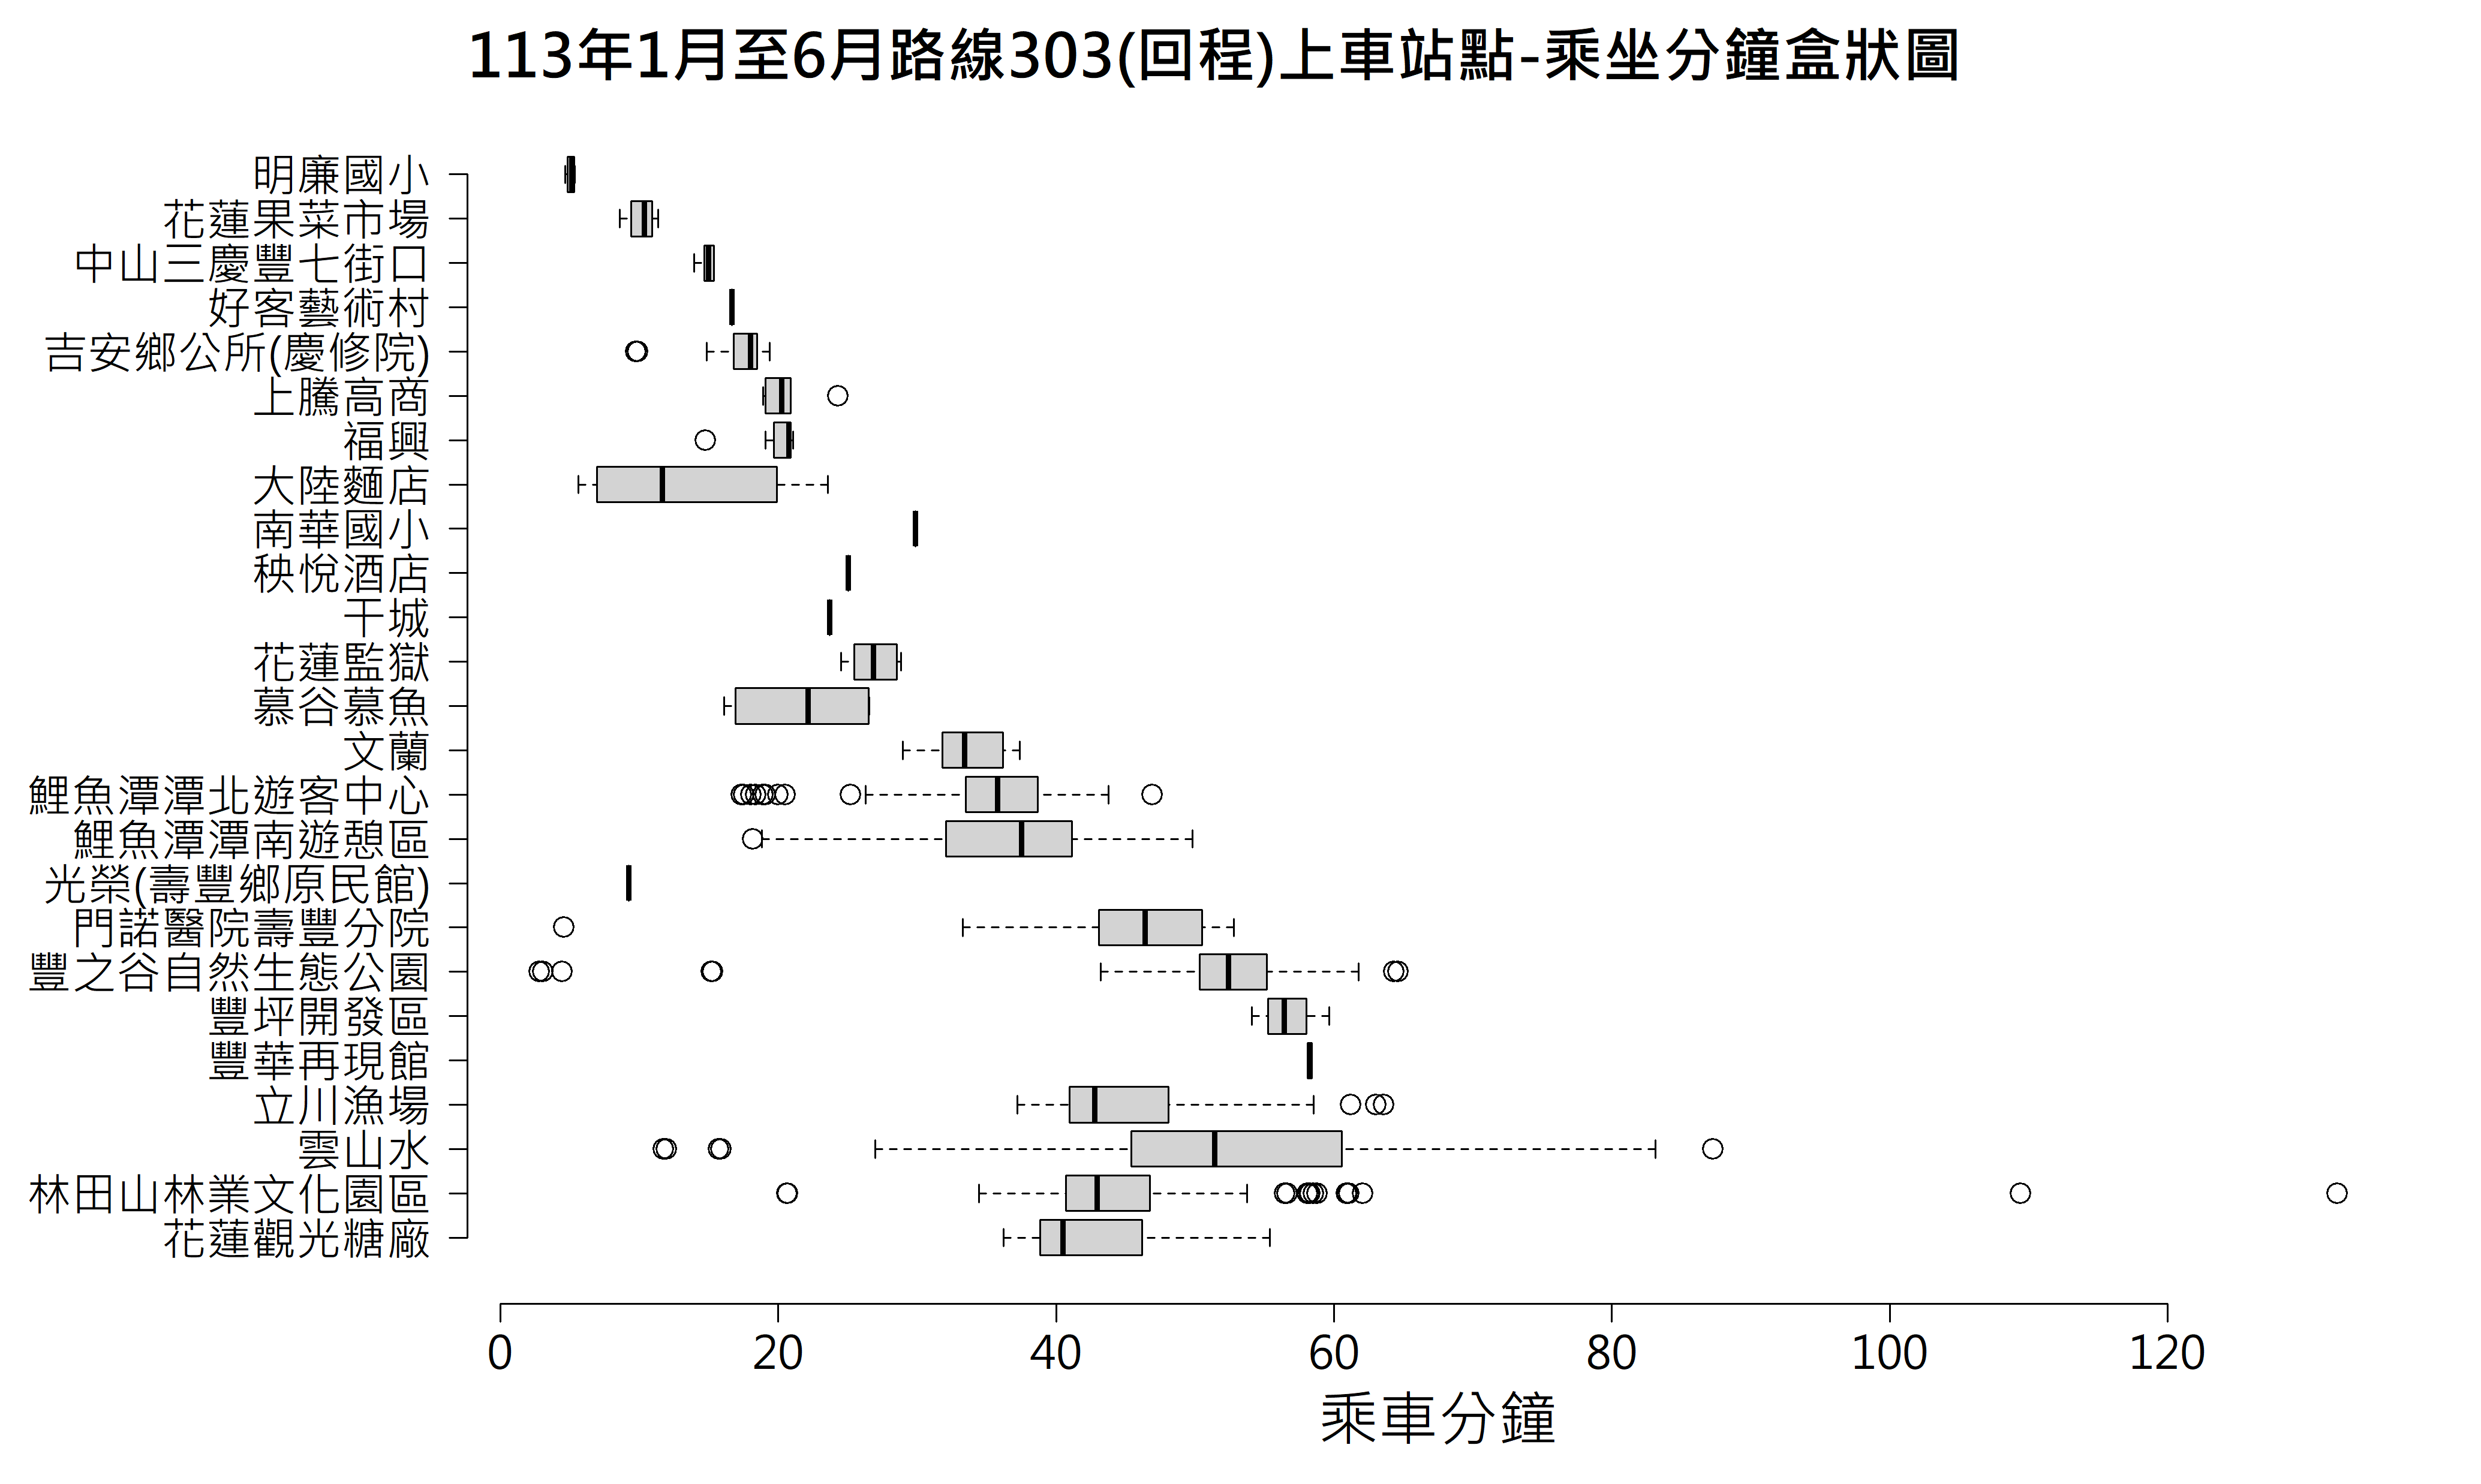 113年1月至6月路線303(回程)上車站點-乘坐分鐘盒狀圖
明廉國小
花蓮果菜市場
中山三慶豐七街口
好客藝術村
吉安鄉公所(慶修院)
上騰高商
福興
大陸麵店
南華國小
秧悅酒店
干城
花蓮監獄
慕谷慕魚
文蘭
鯉魚潭潭北遊客中心
鯉魚潭潭南遊憩區
光榮(壽豐鄉原民館)
門諾醫院壽豐分院
豐之谷自然生態公園
豐坪開發區
豐華再現館
立川漁場
雲山水
林田山林業文化園區
花蓮觀光糖廠
0 20 40 60 80 100 120
乘車分鐘